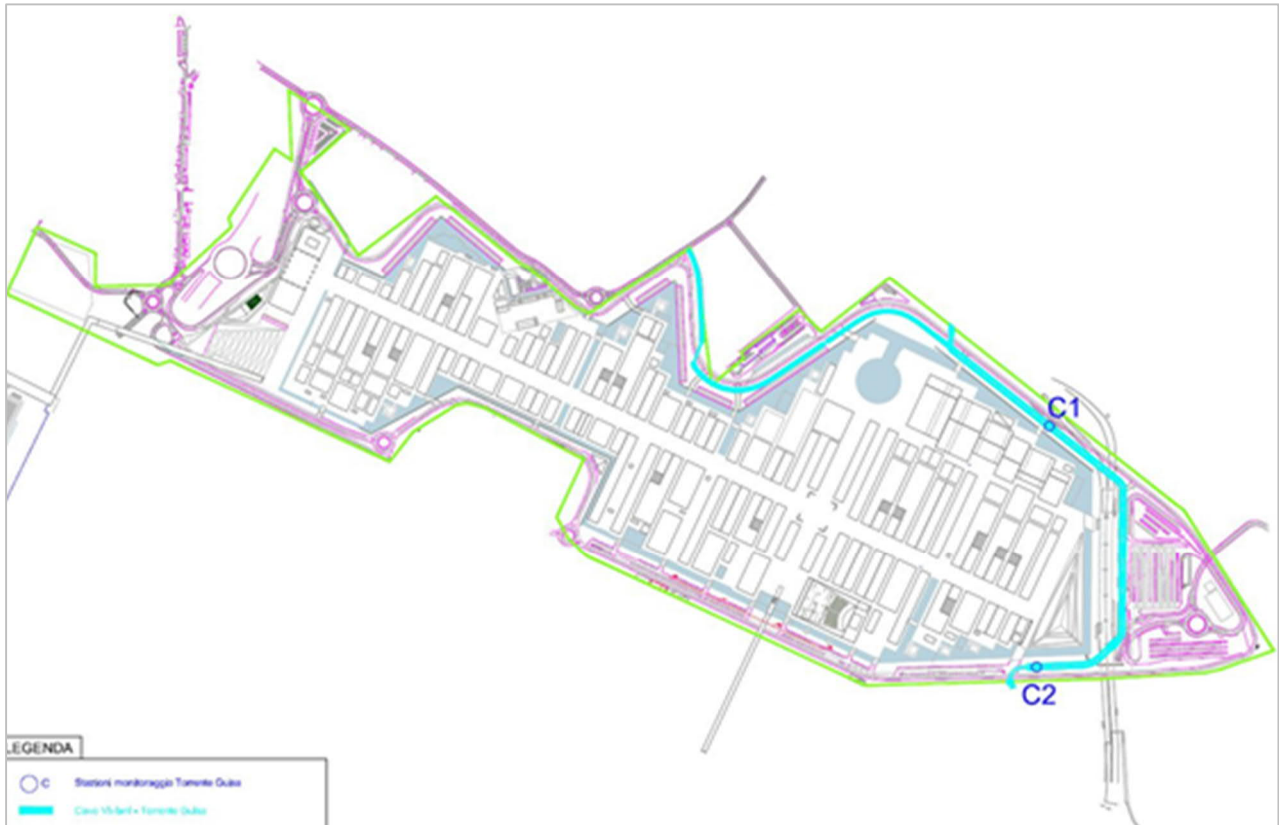 C1
C2
LEGENDA
C Stazioni monitoraggio Torrente Guisa
Cavo Viviani - Torrente Guisa